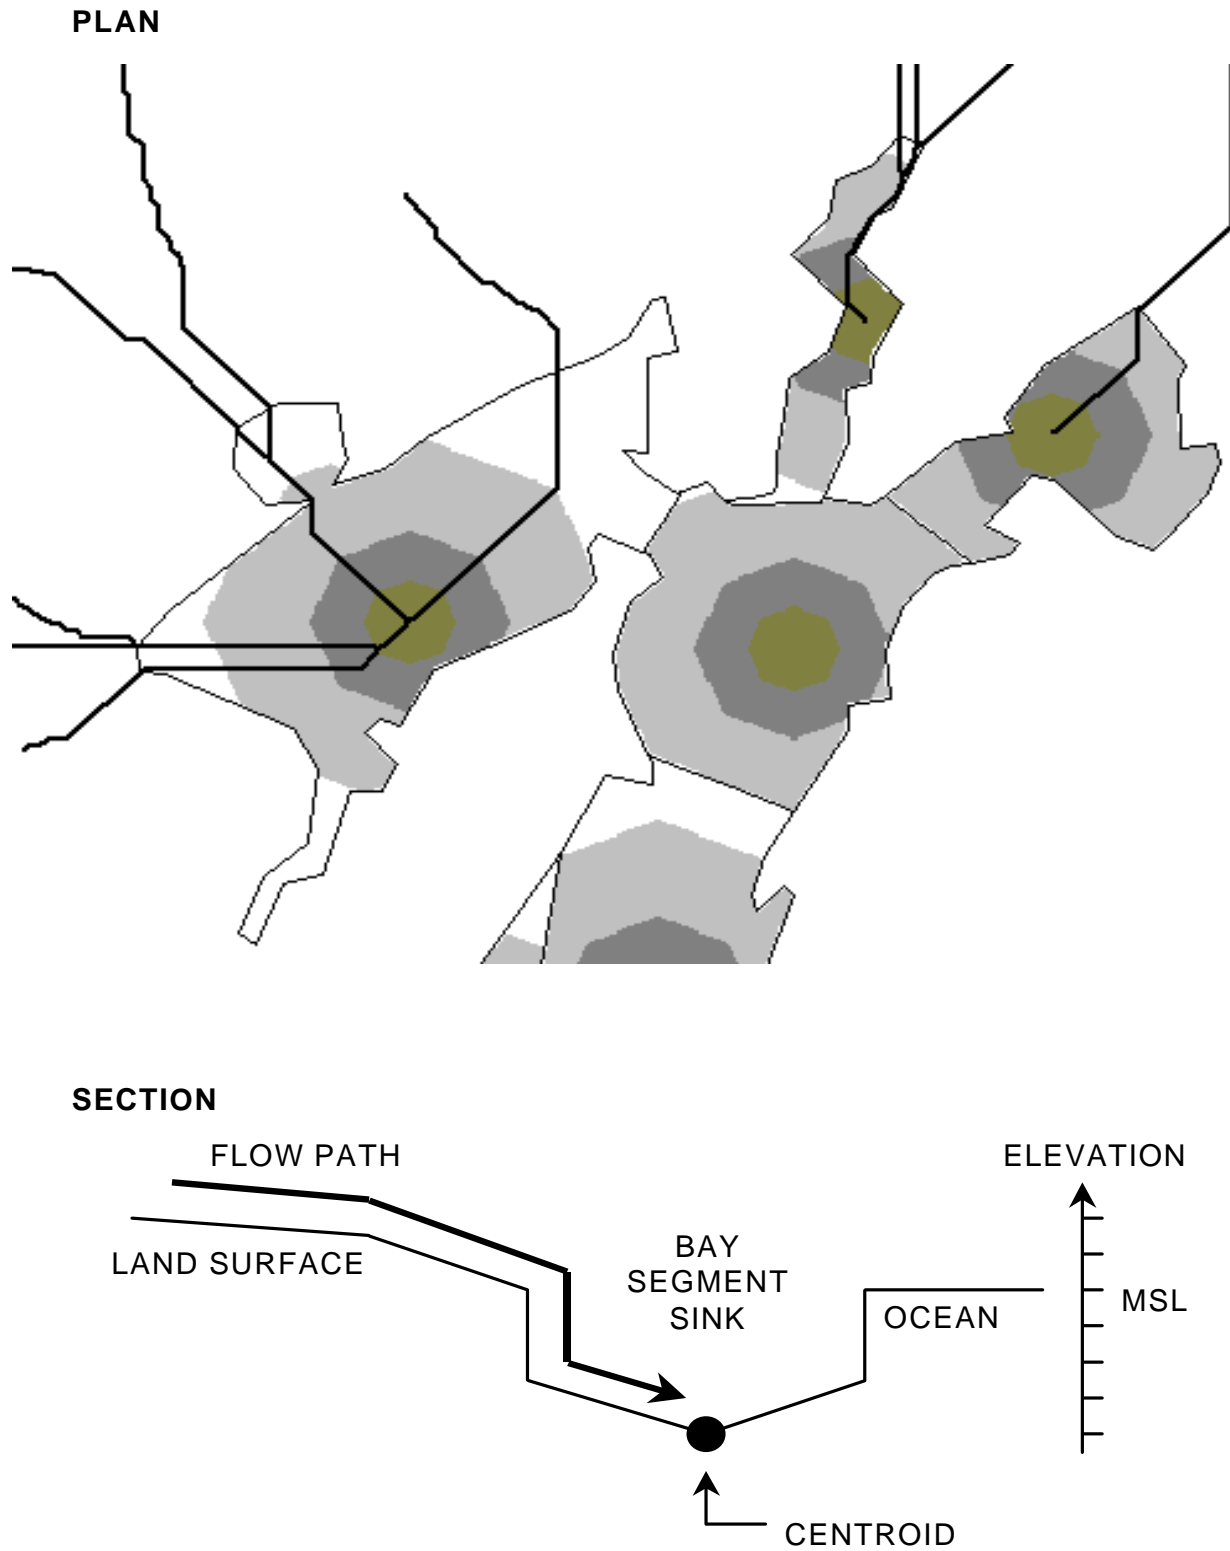 PLAN
SECTION
FLOW PATH
ELEVATION
LAND SURFACE
BAY
SEGMENT
SINK
MSL
OCEAN
CENTROID